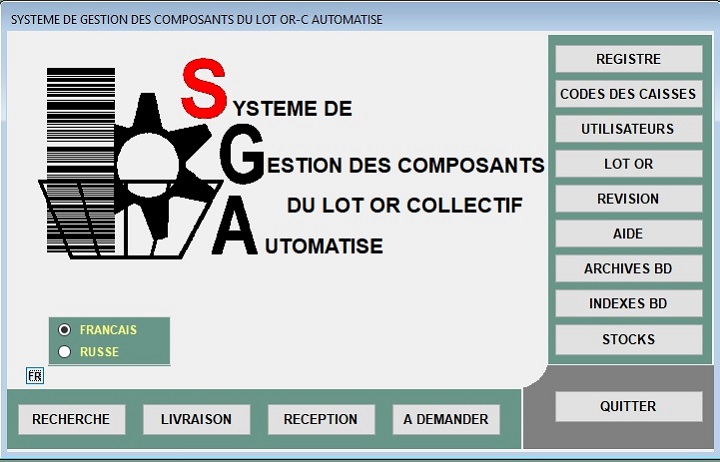 SYSTEME DE GESTION DES COMPOSANTS DU LOT OR-C AUTOMATISE
SYSTEME DE
GESTION DES COMPOSANTS
DU LOT OR COLLECTIF
AUTOMATISE
FRANCAIS
RUSSE
FR
REGISTRE
CODES DES CAISSES
UTILISATEURS
LOT OR
REVISION
AIDE
ARCHIVES BD
INDEXES BD
STOCKS
RECHERCHE
LIVRAISON
RECEPTION
A DEMANDER
QUITTER